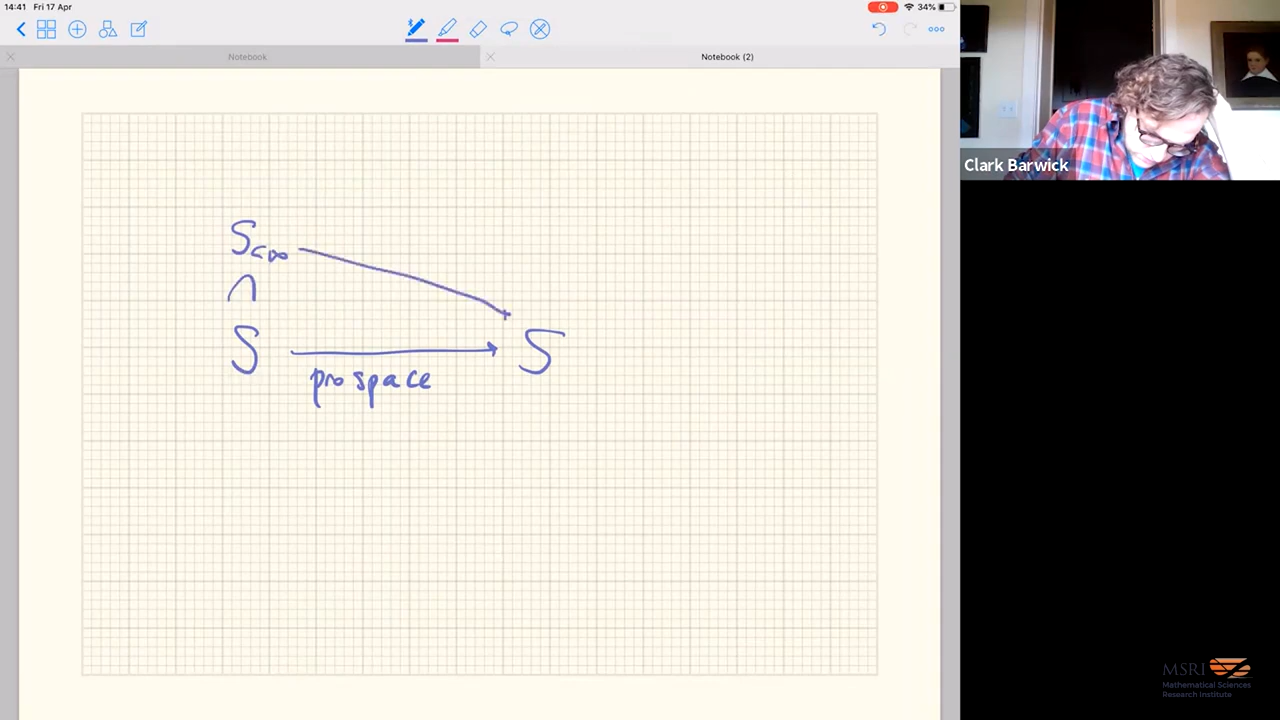 14:41 Fri 17 Apr 34%
Notebook Notebook (2)
Clark Barwick
S<∞
∩
S S
pro space
MSRI
Mathematical Sciences
Research Institute